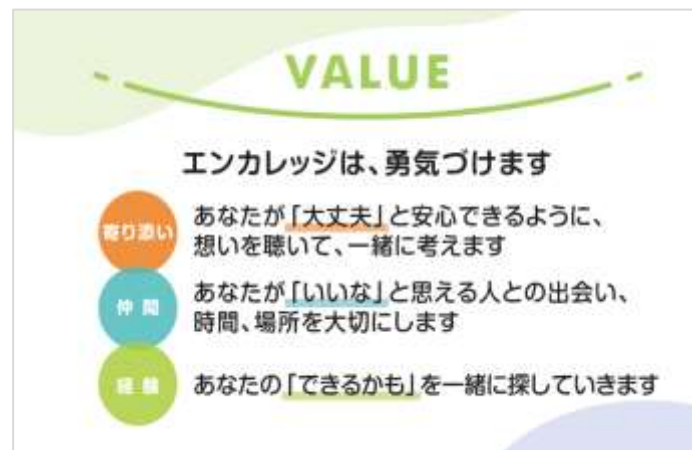 VALUE
エンカレッジは、勇気づけます
寄り添い
あなたが「大丈夫」と安心できるように、
想いを聴いて、一緒に考えます
仲間
あなたが「いいな」と思える人との出会い、
時間、場所を大切にします
経験
あなたの「できるかも」を一緒に探していきます